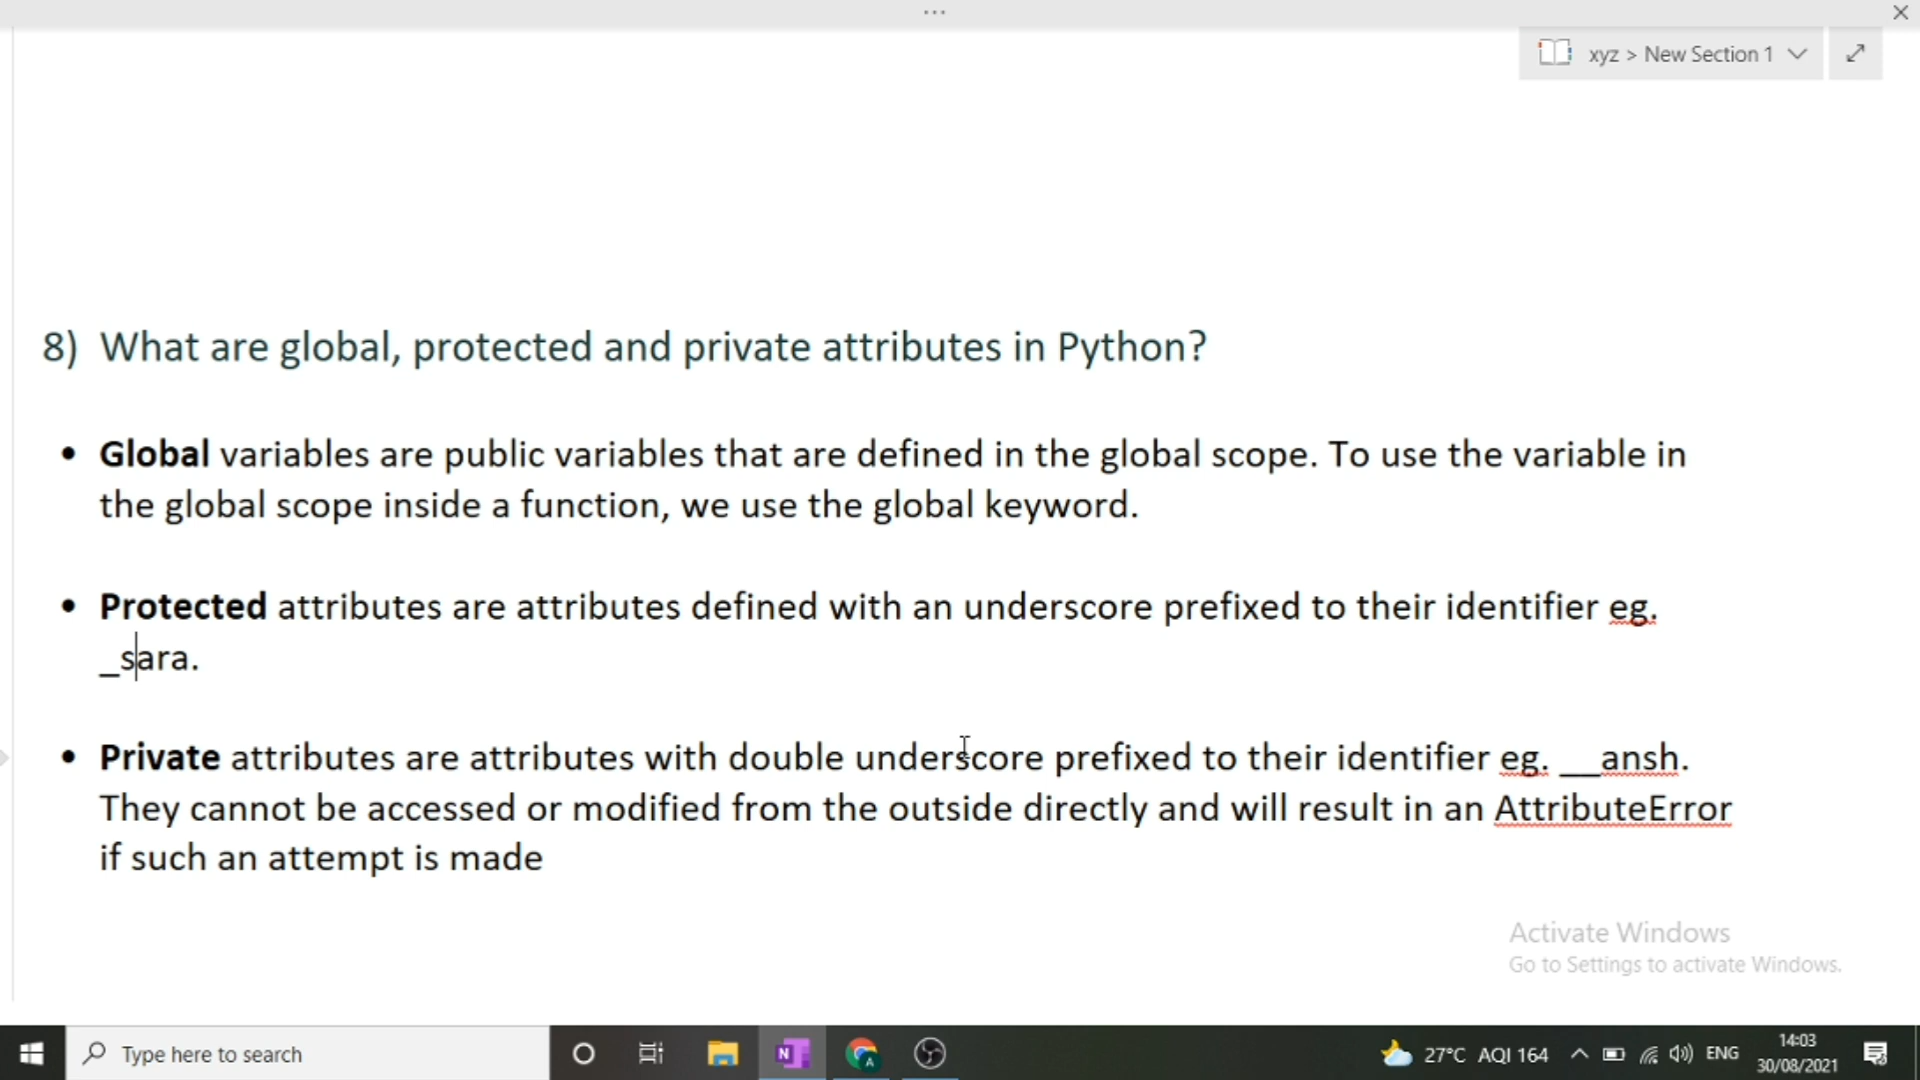 ...
xyz > New Section 1
8) What are global, protected and private attributes in Python?
• Global variables are public variables that are defined in the global scope. To use the variable in
the global scope inside a function, we use the global keyword.
• Protected attributes are attributes defined with an underscore prefixed to their identifier eg.
_sara.
• Private attributes are attributes with double underscore prefixed to their identifier eg. __ansh.
They cannot be accessed or modified from the outside directly and will result in an AttributeError
if such an attempt is made
Activate Windows
Go to Settings to activate Windows.
Type here to search
N
A
27°C AQI 164
ENG
14:03
30/08/2021